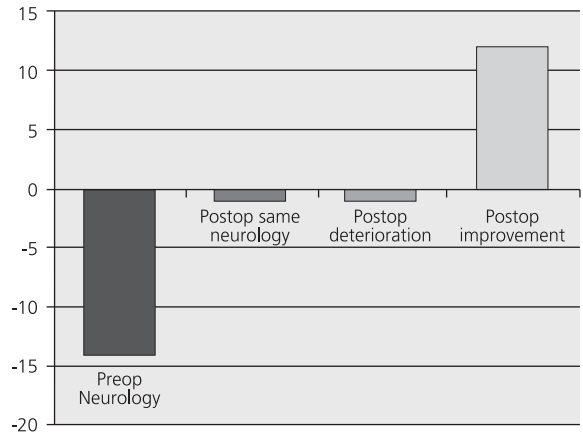 15
10
5
0
Postop same
neurology
Postop
deterioration
Postop
improvement
-5
-10
-15
Preop
Neurology
-20